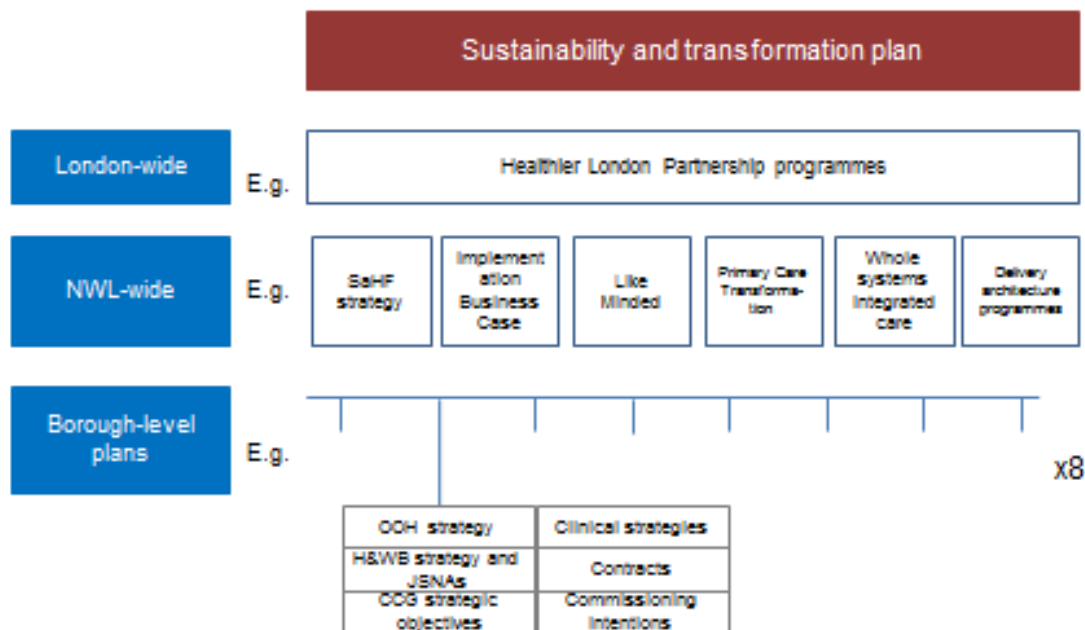 Sustainability and transformation plan
London-wide
E.g.
Healthier London Partnership programmes
NWL-wide
E.g.
SaHF
strategy
Implement
ation
Business
Case
Like
Minded
Primary Care
Transforma-
tion
Whole
systems
Integrated
care
Delivery
architecture
programmes
Borough-level
plans
E.g.
x8
OOH strategy
Clinical strategies
H&WB strategy and
JSNAs
Contracts
CCG strategic
objectives
Commissioning
Intentions